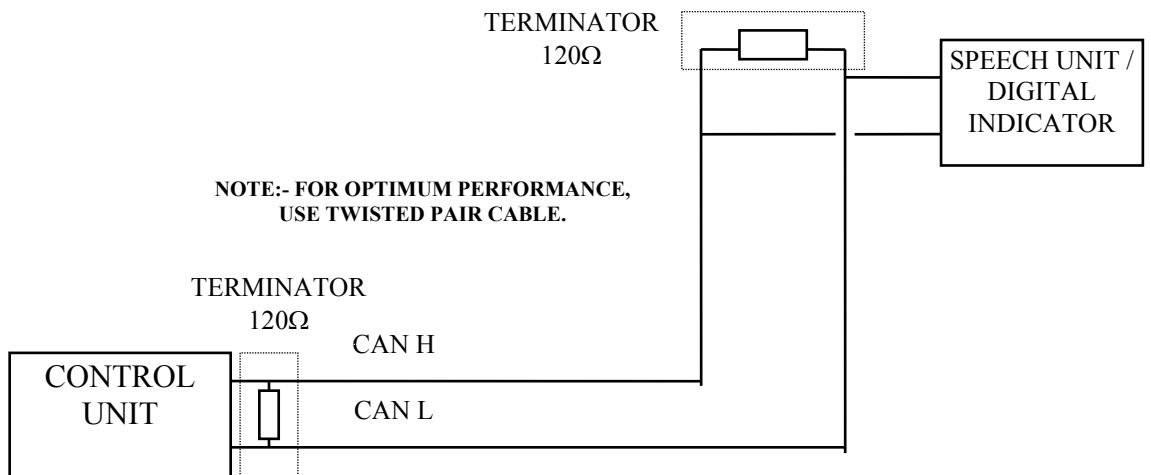 TERMINATOR
120Ω
SPEECH UNIT /
DIGITAL
INDICATOR
NOTE:- FOR OPTIMUM PERFORMANCE,
USE TWISTED PAIR CABLE.
TERMINATOR
120Ω
CAN H
CONTROL
UNIT
CAN L